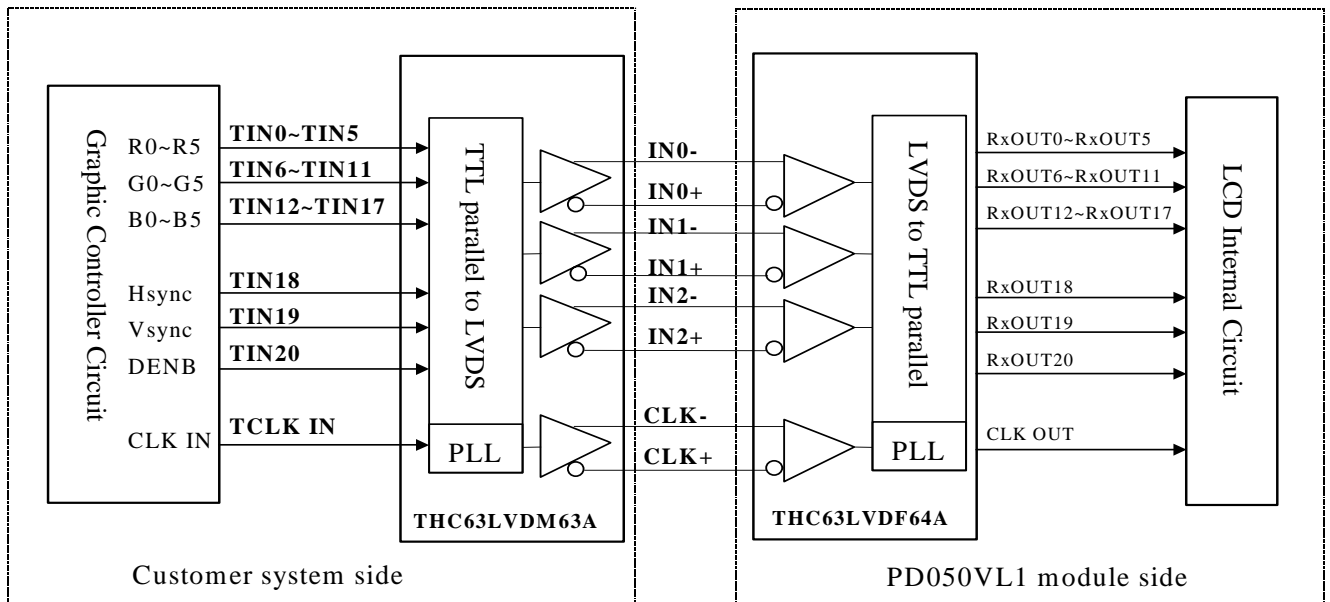 Graphic Controller Circuit
R0~R5
G0~G5
B0~B5
Hsync
Vsync
DENB
CLK IN
TIN0~TIN5
TIN6~TIN11
TIN12~TIN17
TIN18
TIN19
TIN20
TCLK IN
TTL parallel to LVDS
PLL
THC63LVDM63A
IN0-
IN0+
IN1-
IN1+
IN2-
IN2+
CLK-
CLK+
LVDS to TTL parallel
PLL
THC63LVDF64A
RxOUT0~RxOUT5
RxOUT6~RxOUT11
RxOUT12~RxOUT17
RxOUT18
RxOUT19
RxOUT20
CLK OUT
LCD Internal Circuit
Customer system side
PD050VL1 module side